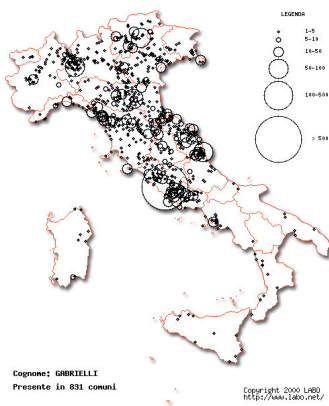 LEGENDA
1-5
5-10
10-50
50-100
100-500
> 500
Cognome: GABRIELLI
Presente in 831 comuni
Copyright 2000 LABO
http://www.labo.net/